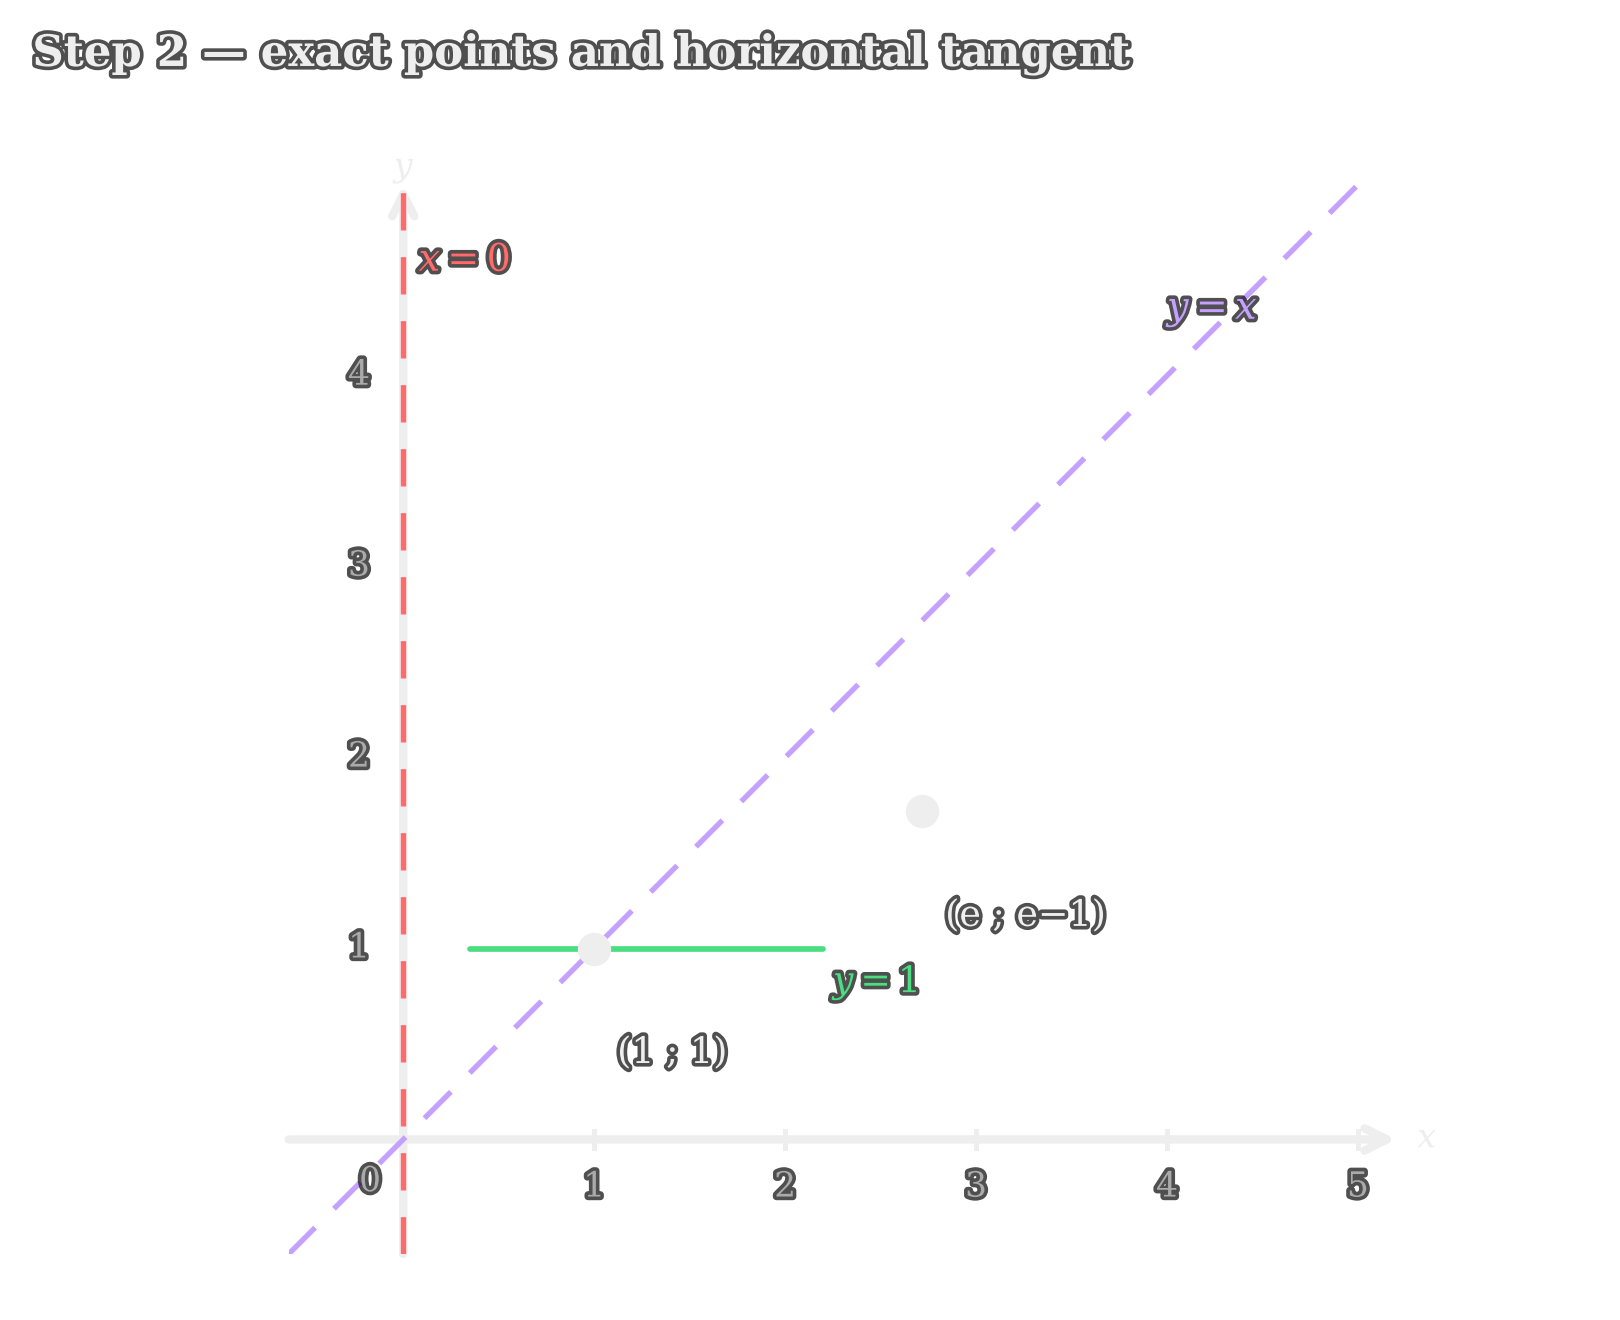 Step 2 — exact points and horizontal tangent
y
x = 0
y = x
4
3
2
(e ; e−1)
1
y = 1
(1 ; 1)
x
0
1 2 3 4 5